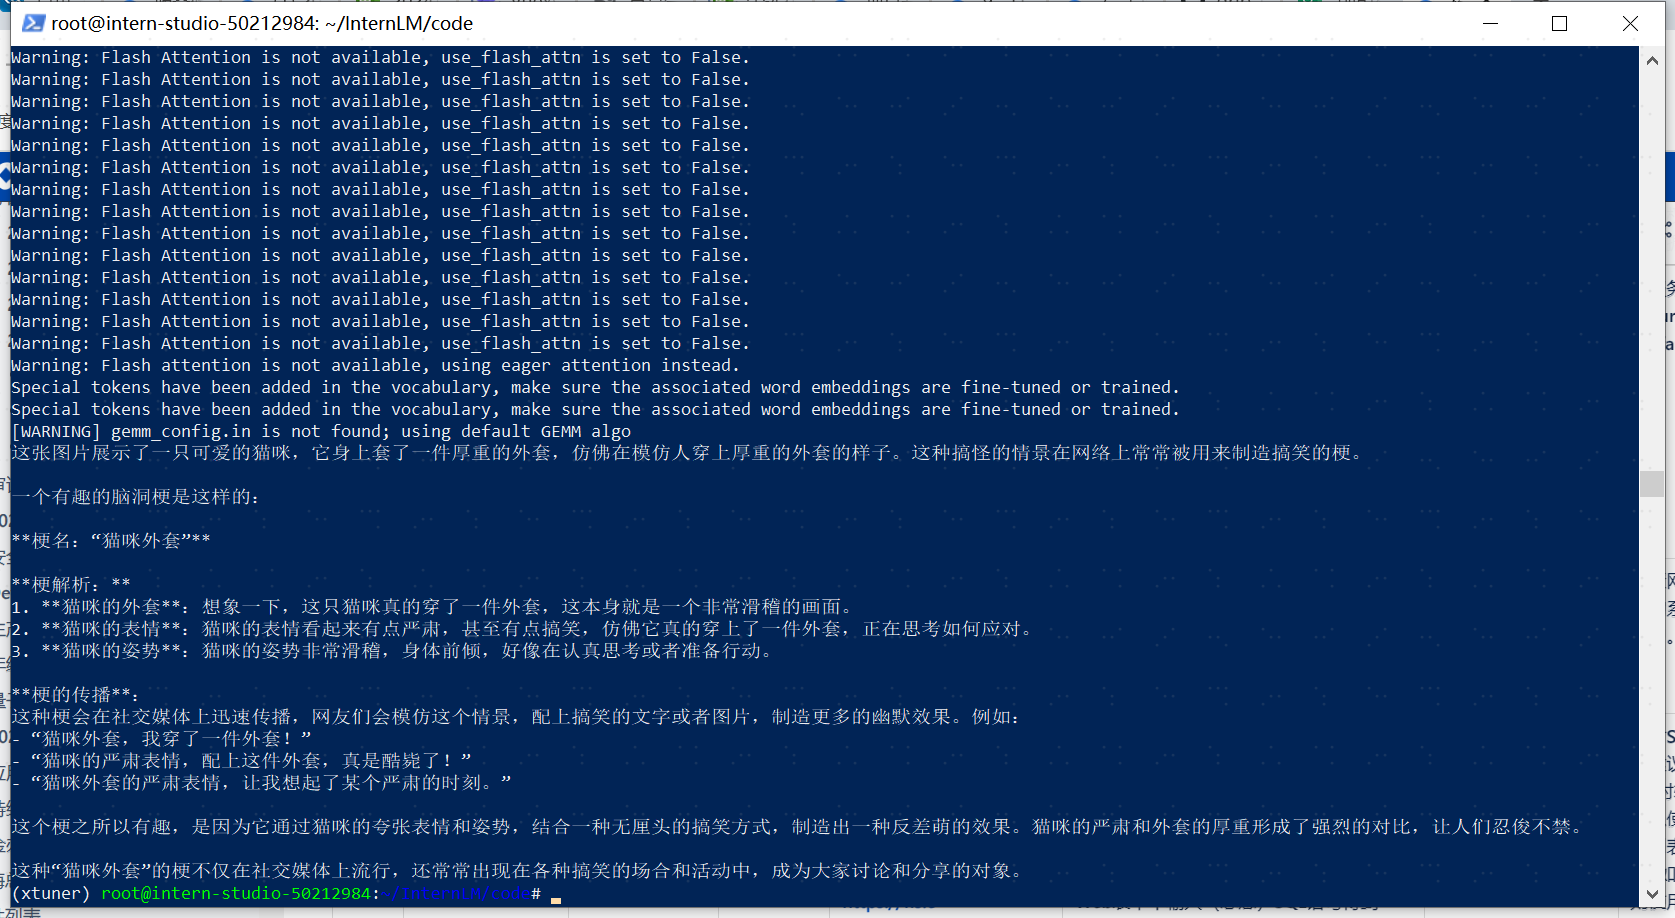 root@intern-studio-50212984: ~/InternLM/code
Warning: Flash Attention is not available, use_flash_attn is set to False.
Warning: Flash Attention is not available, use_flash_attn is set to False.
Warning: Flash Attention is not available, use_flash_attn is set to False.
Warning: Flash Attention is not available, use_flash_attn is set to False.
Warning: Flash Attention is not available, use_flash_attn is set to False.
Warning: Flash Attention is not available, use_flash_attn is set to False.
Warning: Flash Attention is not available, use_flash_attn is set to False.
Warning: Flash Attention is not available, use_flash_attn is set to False.
Warning: Flash Attention is not available, use_flash_attn is set to False.
Warning: Flash Attention is not available, use_flash_attn is set to False.
Warning: Flash Attention is not available, use_flash_attn is set to False.
Warning: Flash Attention is not available, use_flash_attn is set to False.
Warning: Flash Attention is not available, use_flash_attn is set to False.
Warning: Flash Attention is not available, use_flash_attn is set to False.
Warning: Flash attention is not available, using eager attention instead.
Special tokens have been added in the vocabulary, make sure the associated word embeddings are fine-tuned or trained.
Special tokens have been added in the vocabulary, make sure the associated word embeddings are fine-tuned or trained.
[WARNING] gemm_config.in is not found; using default GEMM algo
这张图片展示了一只可爱的猫咪，它身上套了一件厚重的外套，仿佛在模仿人穿上厚重的外套的样子。这种搞怪的情景在网络上常常被用来制造搞笑的梗。
一个有趣的脑洞梗是这样的：
**梗名：“猫咪外套”**
**梗解析：**
1. **猫咪的外套**：想象一下，这只猫咪真的穿了一件外套，这本身就是一个非常滑稽的画面。
2. **猫咪的表情**：猫咪的表情看起来有点严肃，甚至有点搞笑，仿佛它真的穿上了一件外套，正在思考如何应对。
3. **猫咪的姿势**：猫咪的姿势非常滑稽，身体前倾，好像在认真思考或者准备行动。
**梗的传播**：
这种梗会在社交媒体上迅速传播，网友们会模仿这个情景，配上搞笑的文字或者图片，制造更多的幽默效果。例如：
- “猫咪外套，我穿了一件外套！”
- “猫咪的严肃表情，配上这件外套，真是酷毙了！”
- “猫咪外套的严肃表情，让我想起了某个严肃的时刻。”
这个梗之所以有趣，是因为它通过猫咪的夸张表情和姿势，结合一种无厘头的搞笑方式，制造出一种反差萌的效果。猫咪的严肃和外套的厚重形成了强烈的对比，让人们忍俊不禁。
这种“猫咪外套”的梗不仅在社交媒体上流行，还常常出现在各种搞笑的场合和活动中，成为大家讨论和分享的对象。
(xtuner) root@intern-studio-50212984:~/InternLM/code#